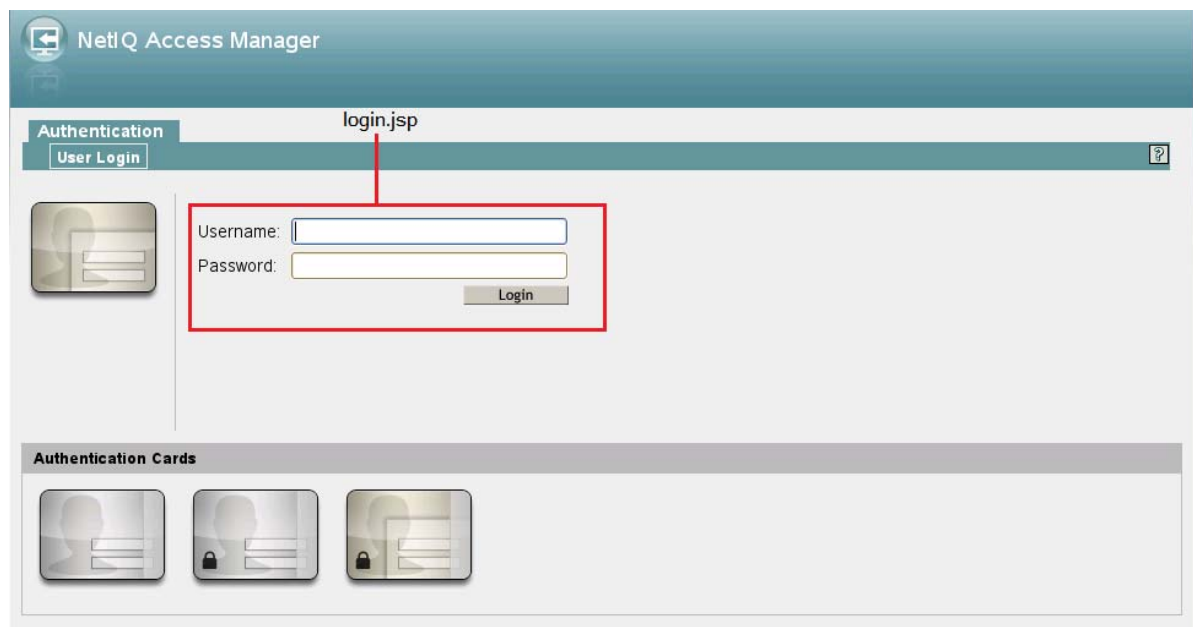 NetIQ Access Manager
login.jsp
Authentication
User Login
?
Username:
Password:
Login
Authentication Cards